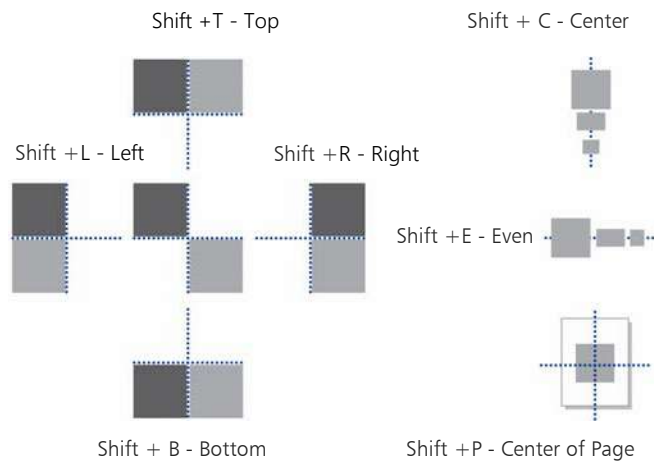 Shift +T - Top
Shift + C - Center
Shift +L - Left
Shift +R - Right
Shift +E - Even
Shift + B - Bottom
Shift +P - Center of Page